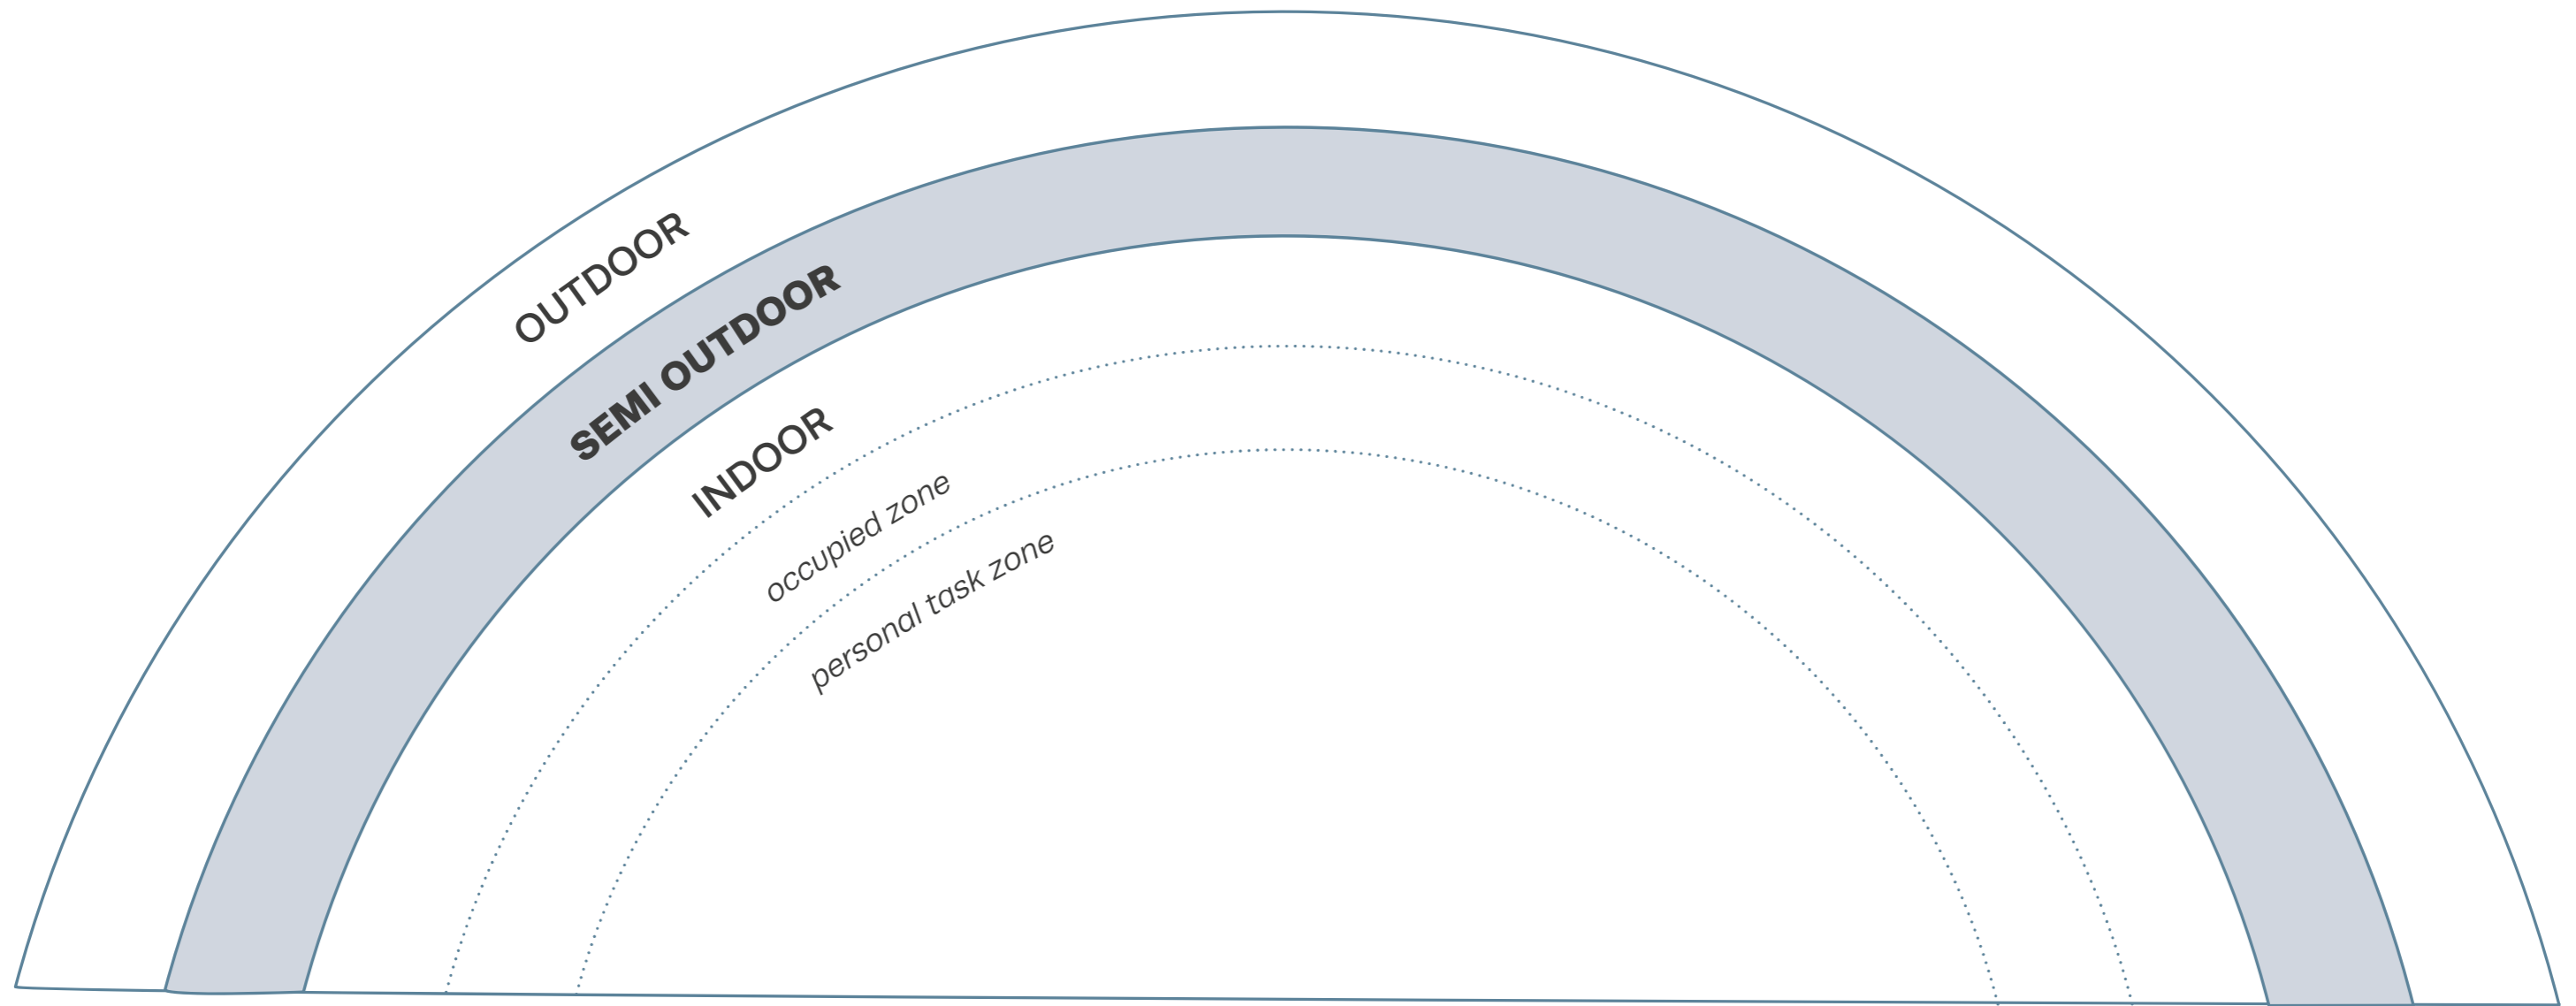 OUTDOOR
SEMI OUTDOOR
INDOOR
occupied zone
personal task zone